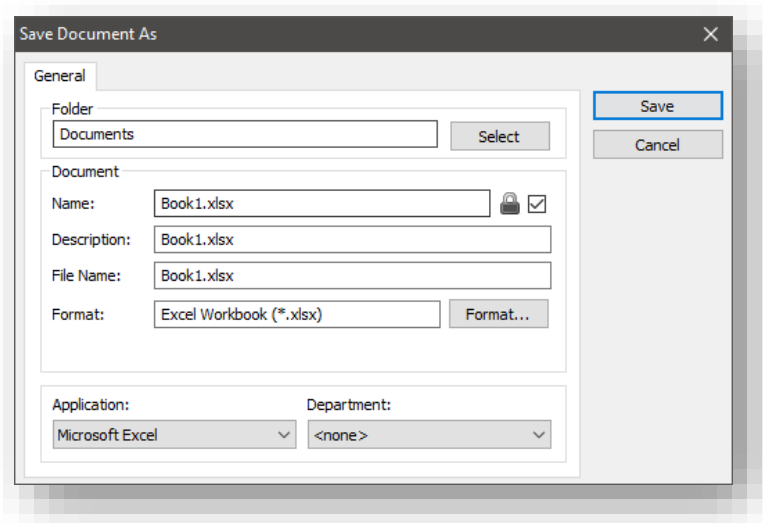 Save Document As
General
Save
Folder
Documents
Select
Cancel
Document
Name: Book1.xlsx
Description: Book1.xlsx
File Name: Book1.xlsx
Format: Excel Workbook (*.xlsx) Format...
Application: Department:
Microsoft Excel <none>